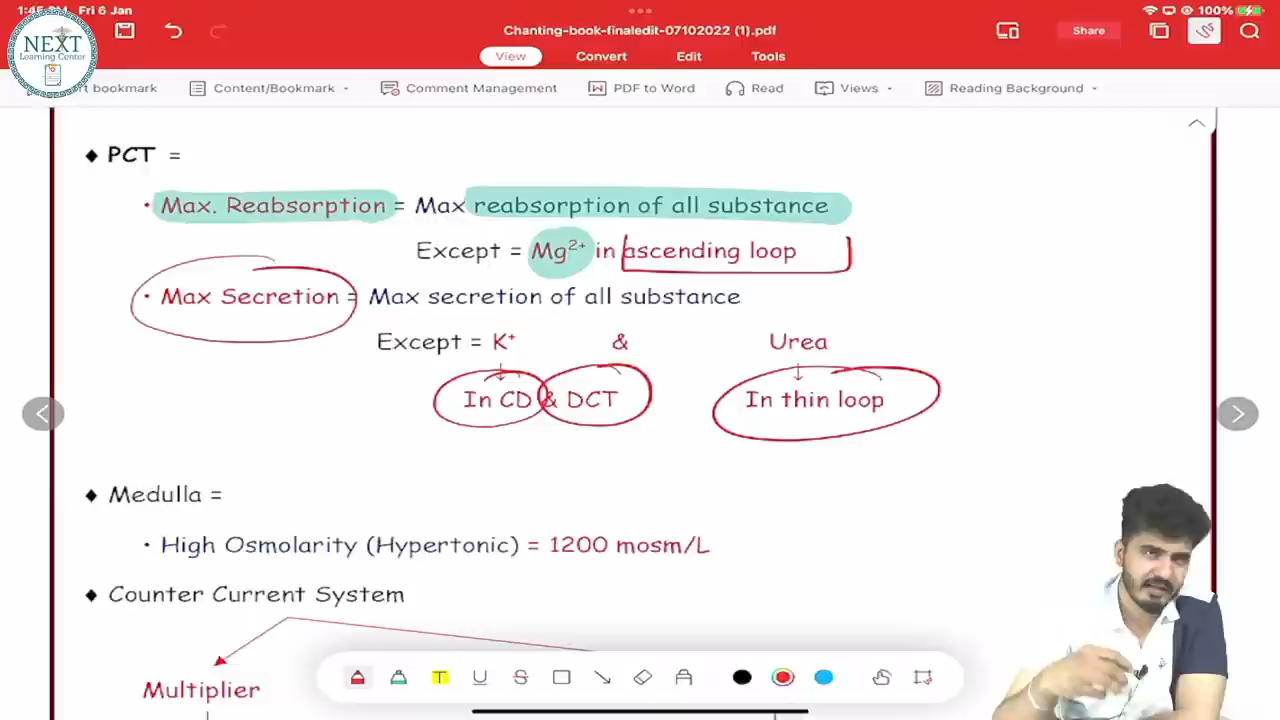 1:45 PM Fri 6 Jan
100%
NEXT
Learning Center
Chanting-book-finaledit-07102022 (1).pdf
Share
View Convert Edit Tools
bookmark Content/Bookmark Comment Management PDF to Word Read Views Reading Background
◆ PCT =
• Max. Reabsorption = Max reabsorption of all substance
Except = Mg²⁺ in ascending loop
• Max Secretion = Max secretion of all substance
Except = K⁺ & Urea
In CD & DCT In thin loop
◆ Medulla =
• High Osmolarity (Hypertonic) = 1200 mosm/L
◆ Counter Current System
Multiplier